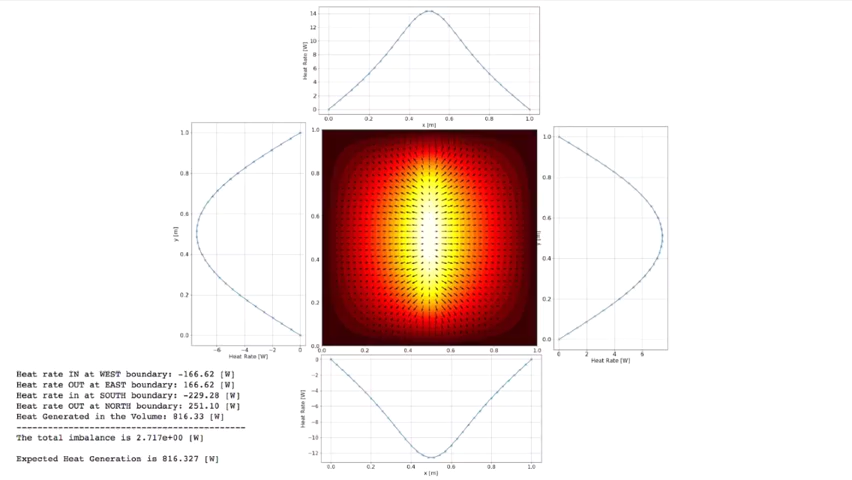 14
12
10
8
6
4
2
0
Heat Rate [W]
0.0 0.2 0.4 0.6 0.8 1.0
x [m]
1.0
0.8
0.6
0.4
0.2
0.0
y [m]
−6 −4 −2 0
Heat Rate [W]
1.0
0.8
0.6
0.4
0.2
0.0
0.0 0.2 0.4 0.6 0.8 1.0
1.0
0.8
0.6
0.4
0.2
0.0
y [m]
0 2 4 6
Heat Rate [W]
0
−2
−4
−6
−8
−10
−12
Heat Rate [W]
0.0 0.2 0.4 0.6 0.8 1.0
x [m]
Heat rate IN at WEST boundary: -166.62 [W]
Heat rate OUT at EAST boundary: 166.62 [W]
Heat rate in at SOUTH boundary: -229.28 [W]
Heat rate OUT at NORTH boundary: 251.10 [W]
Heat Generated in the Volume: 816.33 [W]
--------------------------------------------
The total imbalance is 2.717e+00 [W]
Expected Heat Generation is 816.327 [W]